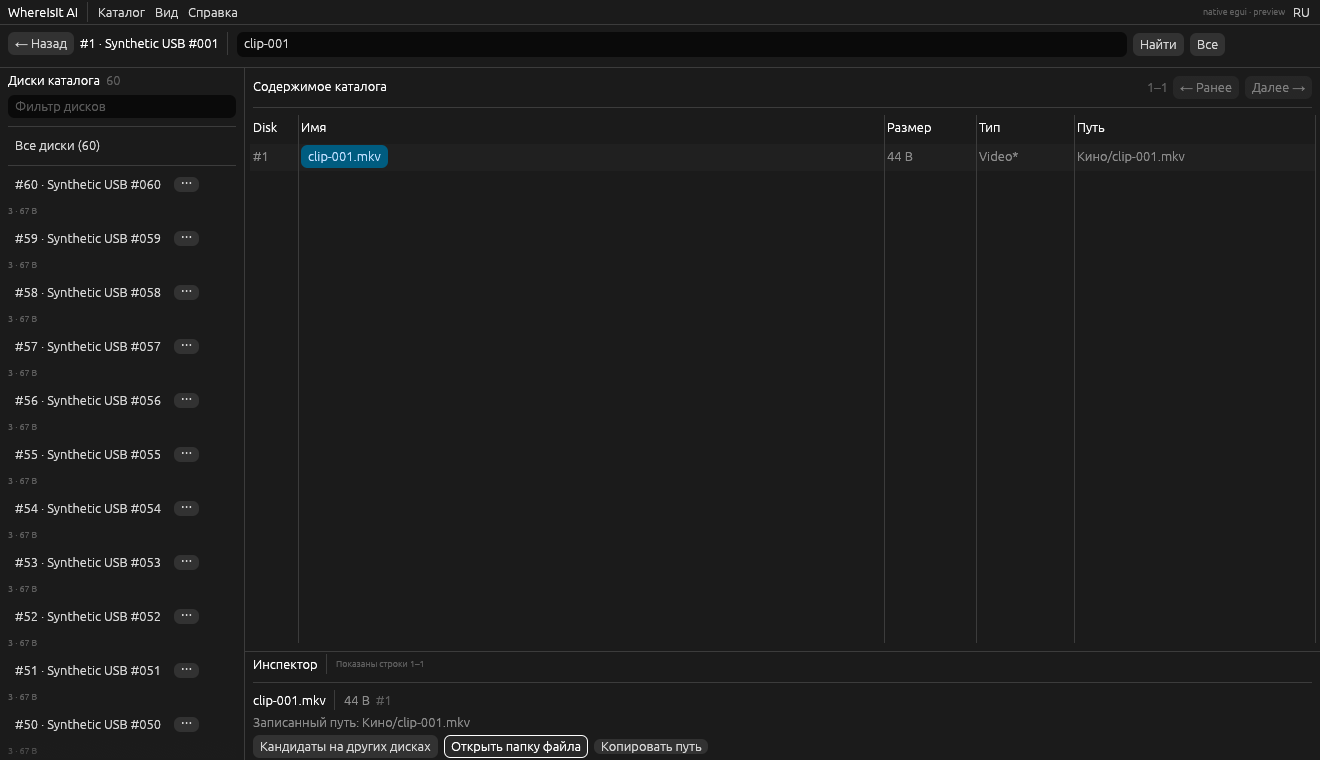 WhereIsIt AI Каталог Вид Справка native egui · preview RU
← Назад #1 · Synthetic USB #001 clip-001 Найти Все
Диски каталога 60
Фильтр дисков
Все диски (60)
#60 · Synthetic USB #060 ···
3 · 67 B
#59 · Synthetic USB #059 ···
3 · 67 B
#58 · Synthetic USB #058 ···
3 · 67 B
#57 · Synthetic USB #057 ···
3 · 67 B
#56 · Synthetic USB #056 ···
3 · 67 B
#55 · Synthetic USB #055 ···
3 · 67 B
#54 · Synthetic USB #054 ···
3 · 67 B
#53 · Synthetic USB #053 ···
3 · 67 B
#52 · Synthetic USB #052 ···
3 · 67 B
#51 · Synthetic USB #051 ···
3 · 67 B
#50 · Synthetic USB #050 ···
3 · 67 B
Содержимое каталога 1–1 ← Ранее Далее →
Disk Имя Размер Тип Путь
#1 clip-001.mkv 44 B Video* Кино/clip-001.mkv
Инспектор Показаны строки 1–1
clip-001.mkv 44 B #1
Записанный путь: Кино/clip-001.mkv
Кандидаты на других дисках Открыть папку файла Копировать путь